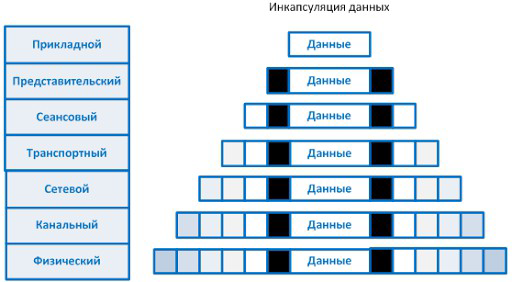 Инкапсуляция данных
Прикладной
Данные
Представительский
Данные
Сеансовый
Данные
Транспортный
Данные
Сетевой
Данные
Канальный
Данные
Физический
Данные